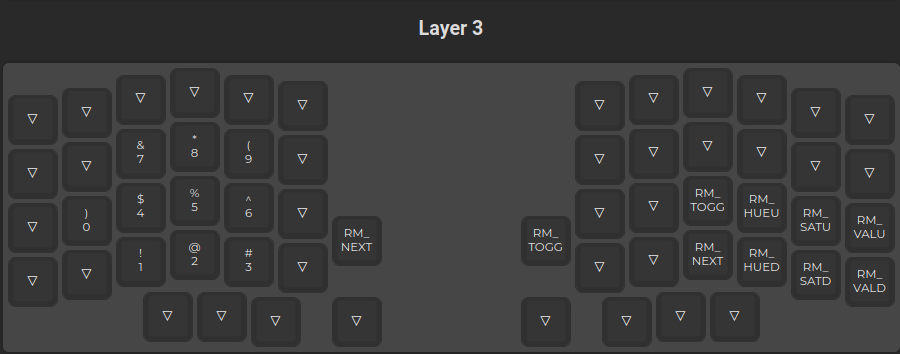 Layer 3
▽ ▽ ▽ ▽ ▽ ▽ ▽ ▽ ▽ ▽ ▽ ▽
▽ ▽ & * ( ▽ ▽ ▽ ▽ ▽ ▽ ▽
7 8 9
▽ ) $ % ^ ▽ ▽ ▽ RM_ RM_ RM_ RM_
0 4 5 6 TOGG HUEU SATU VALU
RM_ RM_
NEXT TOGG
▽ ▽ ! @ # ▽ ▽ ▽ RM_ RM_ RM_ RM_
1 2 3 NEXT HUED SATD VALD
▽ ▽ ▽ ▽ ▽ ▽ ▽ ▽